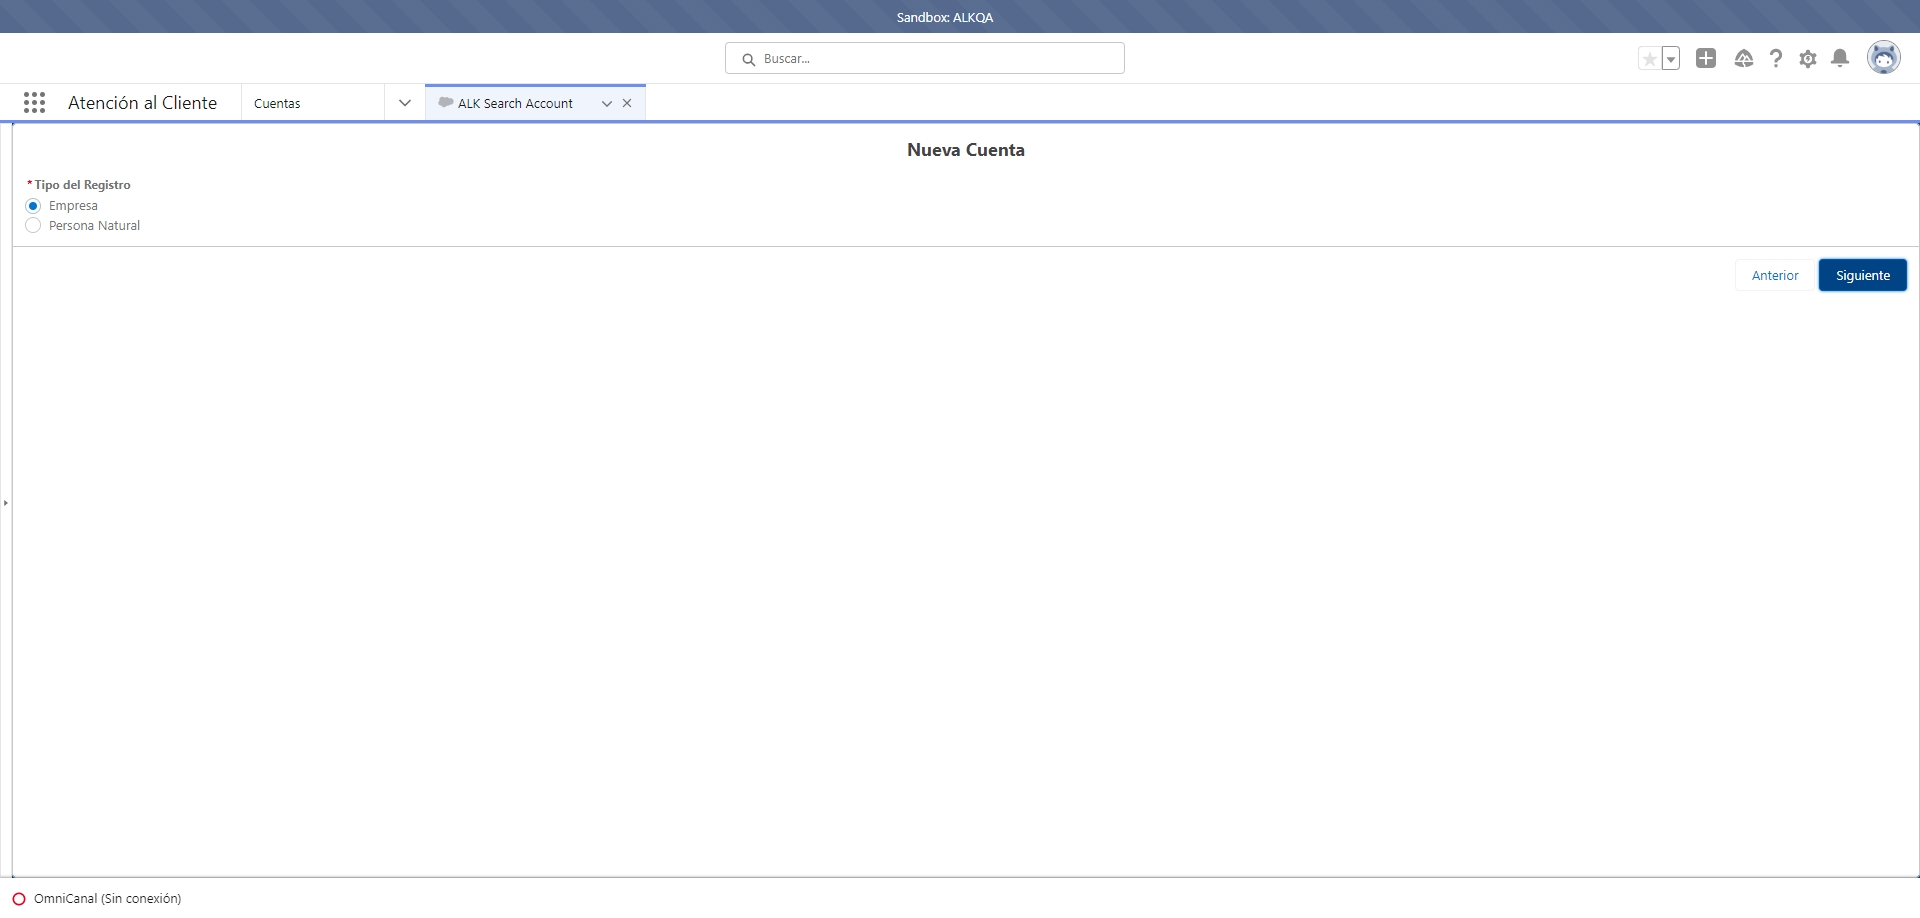 Sandbox: ALKQA
Buscar...
Atención al Cliente
Cuentas
ALK Search Account
Nueva Cuenta
*Tipo del Registro
Empresa
Persona Natural
Anterior
Siguiente
OmniCanal (Sin conexión)